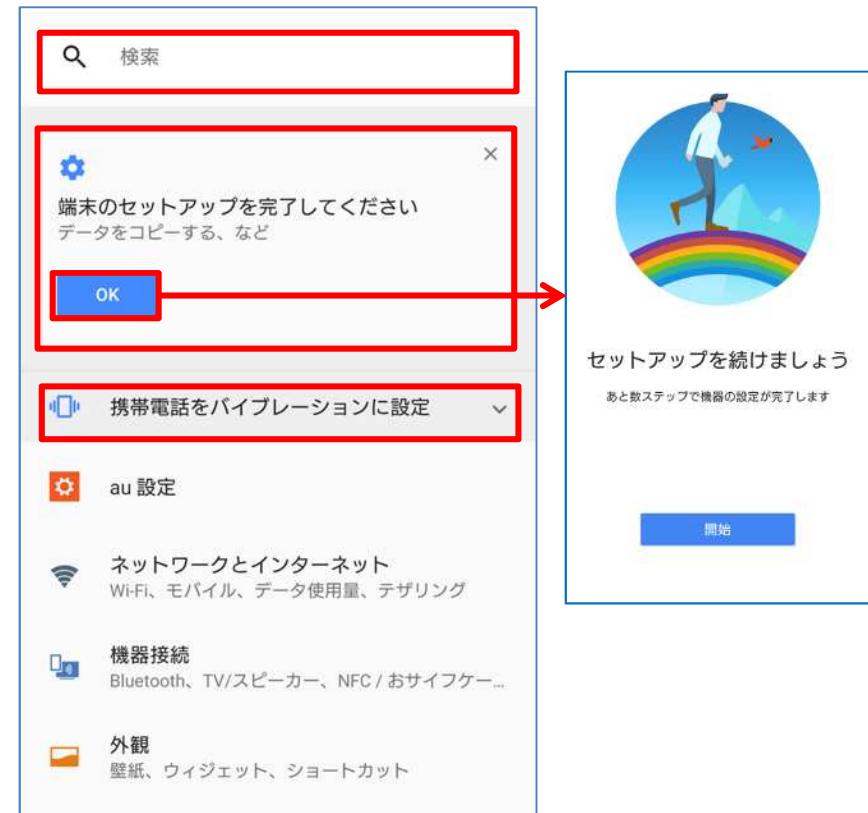 検索
端末のセットアップを完了してください
データをコピーする、など
OK
携帯電話をバイブレーションに設定
au 設定
ネットワークとインターネット
Wi-Fi、モバイル、データ使用量、テザリング
機器接続
Bluetooth、TV/スピーカー、NFC / おサイフケー...
外観
壁紙、ウィジェット、ショートカット
セットアップを続けましょう
あと数ステップで機器の設定が完了します
開始